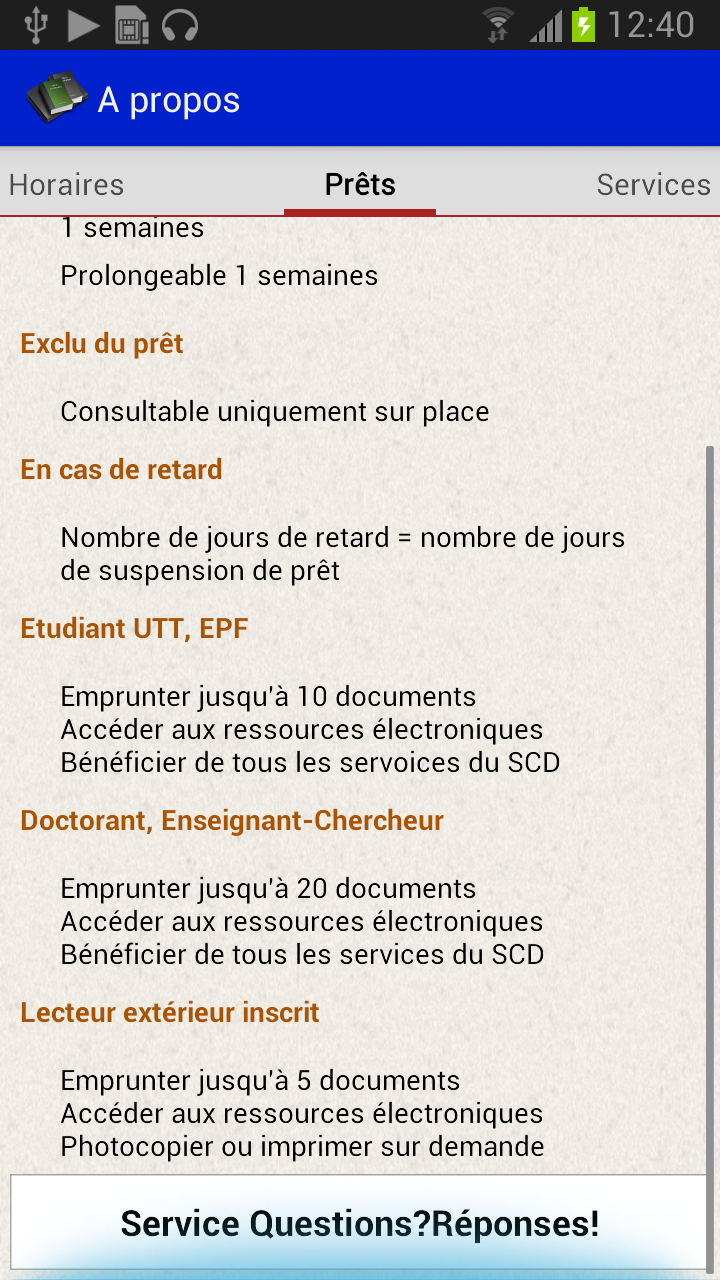 12:40
A propos
Horaires
Prêts
Services
1 semaines
Prolongeable 1 semaines
Exclu du prêt
Consultable uniquement sur place
En cas de retard
Nombre de jours de retard = nombre de jours
de suspension de prêt
Etudiant UTT, EPF
Emprunter jusqu'à 10 documents
Accéder aux ressources électroniques
Bénéficier de tous les servoices du SCD
Doctorant, Enseignant-Chercheur
Emprunter jusqu'à 20 documents
Accéder aux ressources électroniques
Bénéficier de tous les services du SCD
Lecteur extérieur inscrit
Emprunter jusqu'à 5 documents
Accéder aux ressources électroniques
Photocopier ou imprimer sur demande
Service Questions?Réponses!